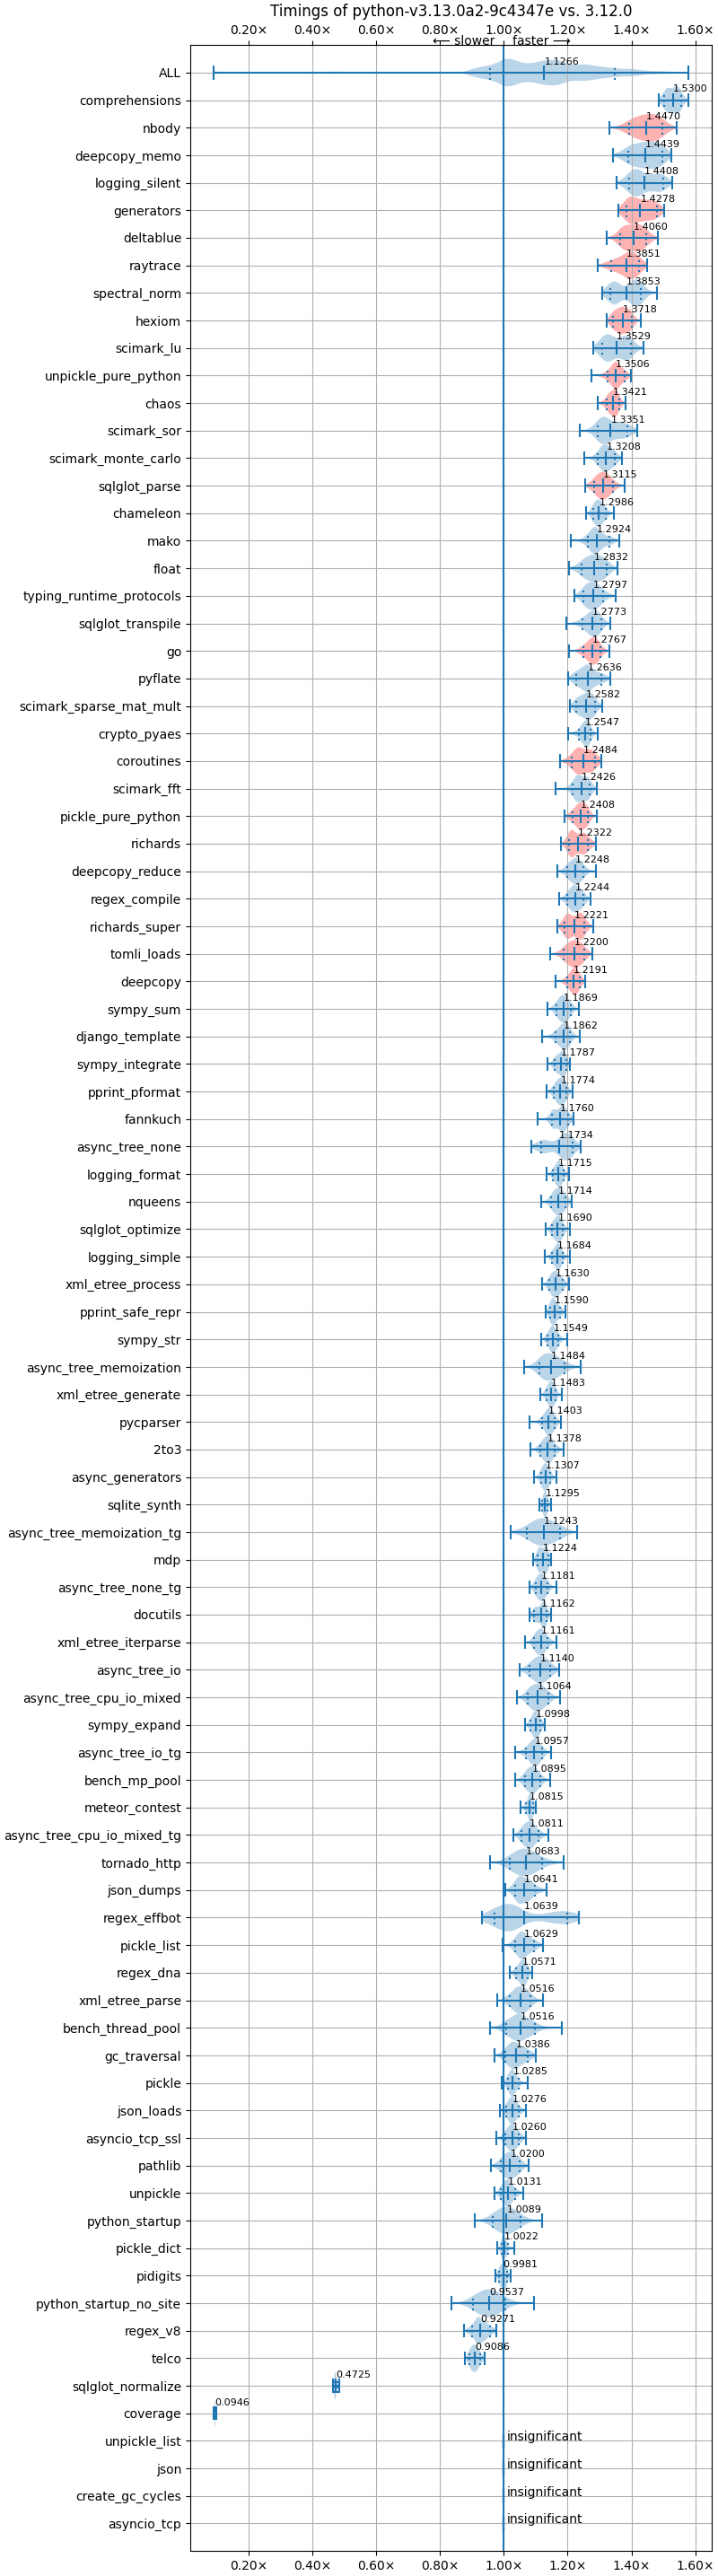 Timings of python-v3.13.0a2-9c4347e vs. 3.12.0
0.20× 0.40× 0.60× 0.80× 1.00× 1.20× 1.40× 1.60×
⟵ slower faster ⟶
ALL 1.1266
comprehensions 1.5300
nbody 1.4470
deepcopy_memo 1.4439
logging_silent 1.4408
generators 1.4278
deltablue 1.4060
raytrace 1.3851
spectral_norm 1.3853
hexiom 1.3718
scimark_lu 1.3529
unpickle_pure_python 1.3506
chaos 1.3421
scimark_sor 1.3351
scimark_monte_carlo 1.3208
sqlglot_parse 1.3115
chameleon 1.2986
mako 1.2924
float 1.2832
typing_runtime_protocols 1.2797
sqlglot_transpile 1.2773
go 1.2767
pyflate 1.2636
scimark_sparse_mat_mult 1.2582
crypto_pyaes 1.2547
coroutines 1.2484
scimark_fft 1.2426
pickle_pure_python 1.2408
richards 1.2322
deepcopy_reduce 1.2248
regex_compile 1.2244
richards_super 1.2221
tomli_loads 1.2200
deepcopy 1.2191
sympy_sum 1.1869
django_template 1.1862
sympy_integrate 1.1787
pprint_pformat 1.1774
fannkuch 1.1760
async_tree_none 1.1734
logging_format 1.1715
nqueens 1.1714
sqlglot_optimize 1.1690
logging_simple 1.1684
xml_etree_process 1.1630
pprint_safe_repr 1.1590
sympy_str 1.1549
async_tree_memoization 1.1484
xml_etree_generate 1.1483
pycparser 1.1403
2to3 1.1378
async_generators 1.1307
sqlite_synth 1.1295
async_tree_memoization_tg 1.1243
mdp 1.1224
async_tree_none_tg 1.1181
docutils 1.1162
xml_etree_iterparse 1.1161
async_tree_io 1.1140
async_tree_cpu_io_mixed 1.1064
sympy_expand 1.0998
async_tree_io_tg 1.0957
bench_mp_pool 1.0895
meteor_contest 1.0815
async_tree_cpu_io_mixed_tg 1.0811
tornado_http 1.0683
json_dumps 1.0641
regex_effbot 1.0639
pickle_list 1.0629
regex_dna 1.0571
xml_etree_parse 1.0516
bench_thread_pool 1.0516
gc_traversal 1.0386
pickle 1.0285
json_loads 1.0276
asyncio_tcp_ssl 1.0260
pathlib 1.0200
unpickle 1.0131
python_startup 1.0089
pickle_dict 1.0022
pidigits 0.9981
python_startup_no_site 0.9537
regex_v8 0.9271
telco 0.9086
sqlglot_normalize 0.4725
coverage 0.0946
unpickle_list insignificant
json insignificant
create_gc_cycles insignificant
asyncio_tcp insignificant
0.20× 0.40× 0.60× 0.80× 1.00× 1.20× 1.40× 1.60×